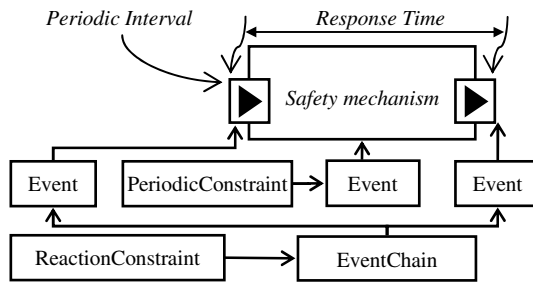 Periodic Interval
Response Time
Safety mechanism
Event
PeriodicConstraint
Event
Event
ReactionConstraint
EventChain